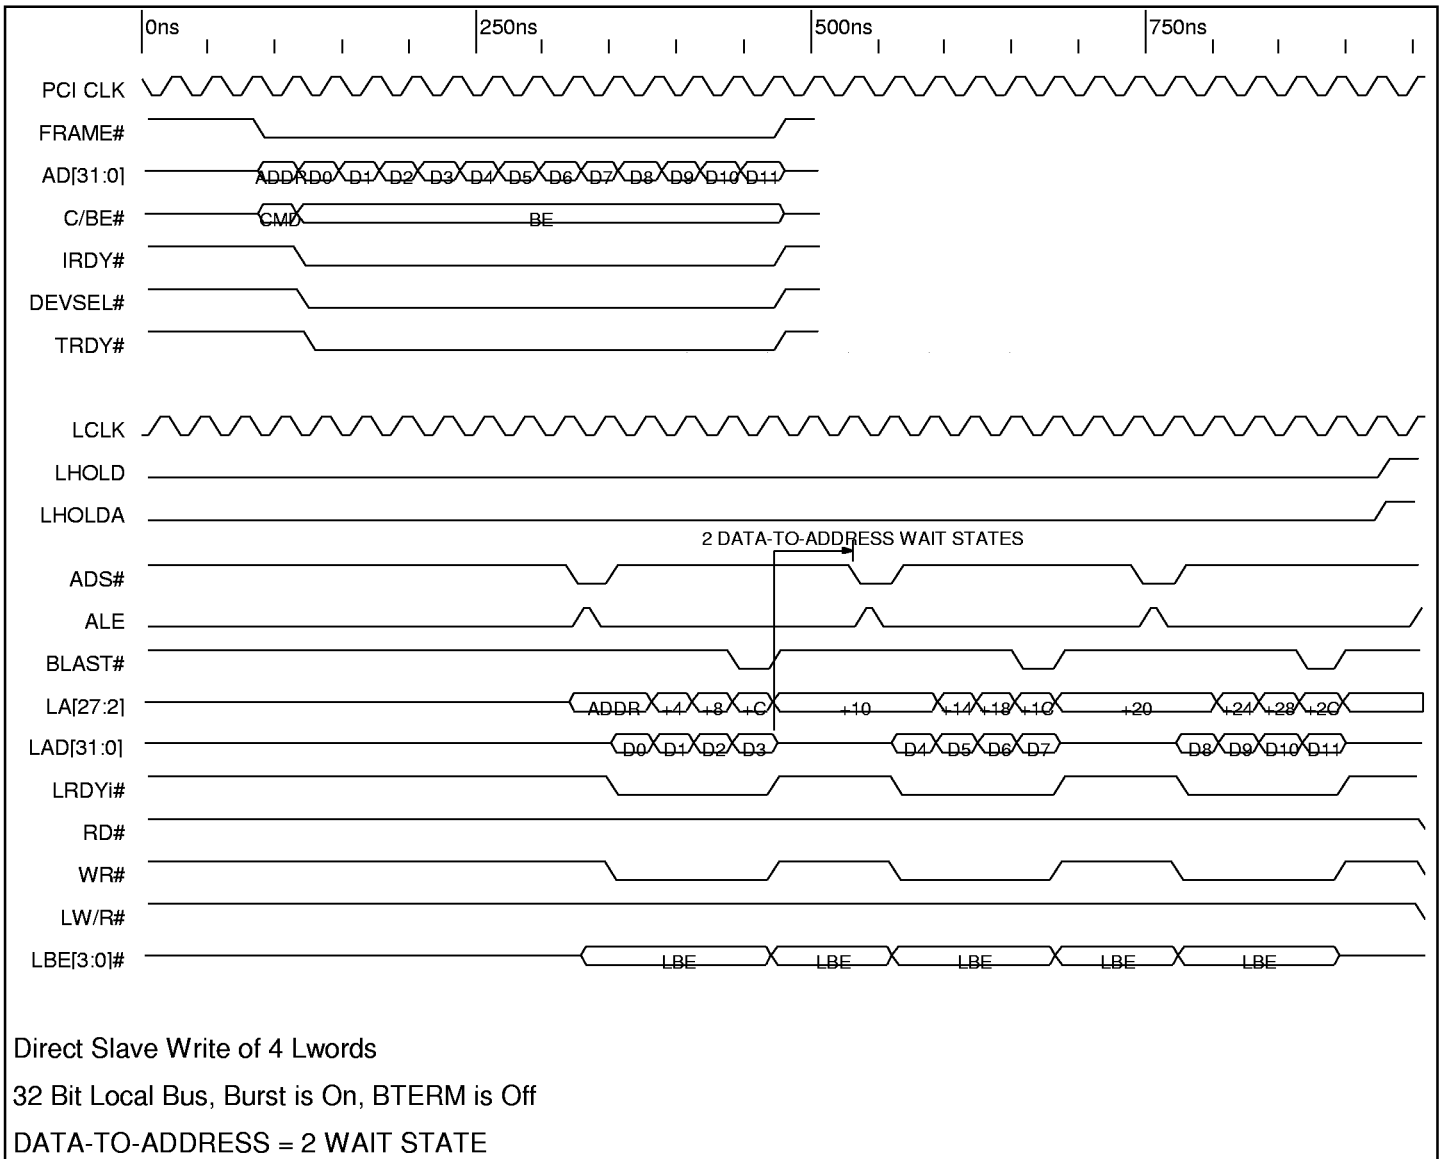 0ns 250ns 500ns 750ns
PCI CLK
FRAME#
AD[31:0] ADDR D0 D1 D2 D3 D4 D5 D6 D7 D8 D9 D10 D11
C/BE# CMD BE
IRDY#
DEVSEL#
TRDY#
LCLK
LHOLD
LHOLDA
2 DATA-TO-ADDRESS WAIT STATES
ADS#
ALE
BLAST#
LA[27:2] ADDR +4 +8 +C +10 +14 +18 +1C +20 +24 +28 +2C
LAD[31:0] D0 D1 D2 D3 D4 D5 D6 D7 D8 D9 D10 D11
LRDYi#
RD#
WR#
LW/R#
LBE[3:0]# LBE LBE LBE LBE LBE
Direct Slave Write of 4 Lwords
32 Bit Local Bus, Burst is On, BTERM is Off
DATA-TO-ADDRESS = 2 WAIT STATE